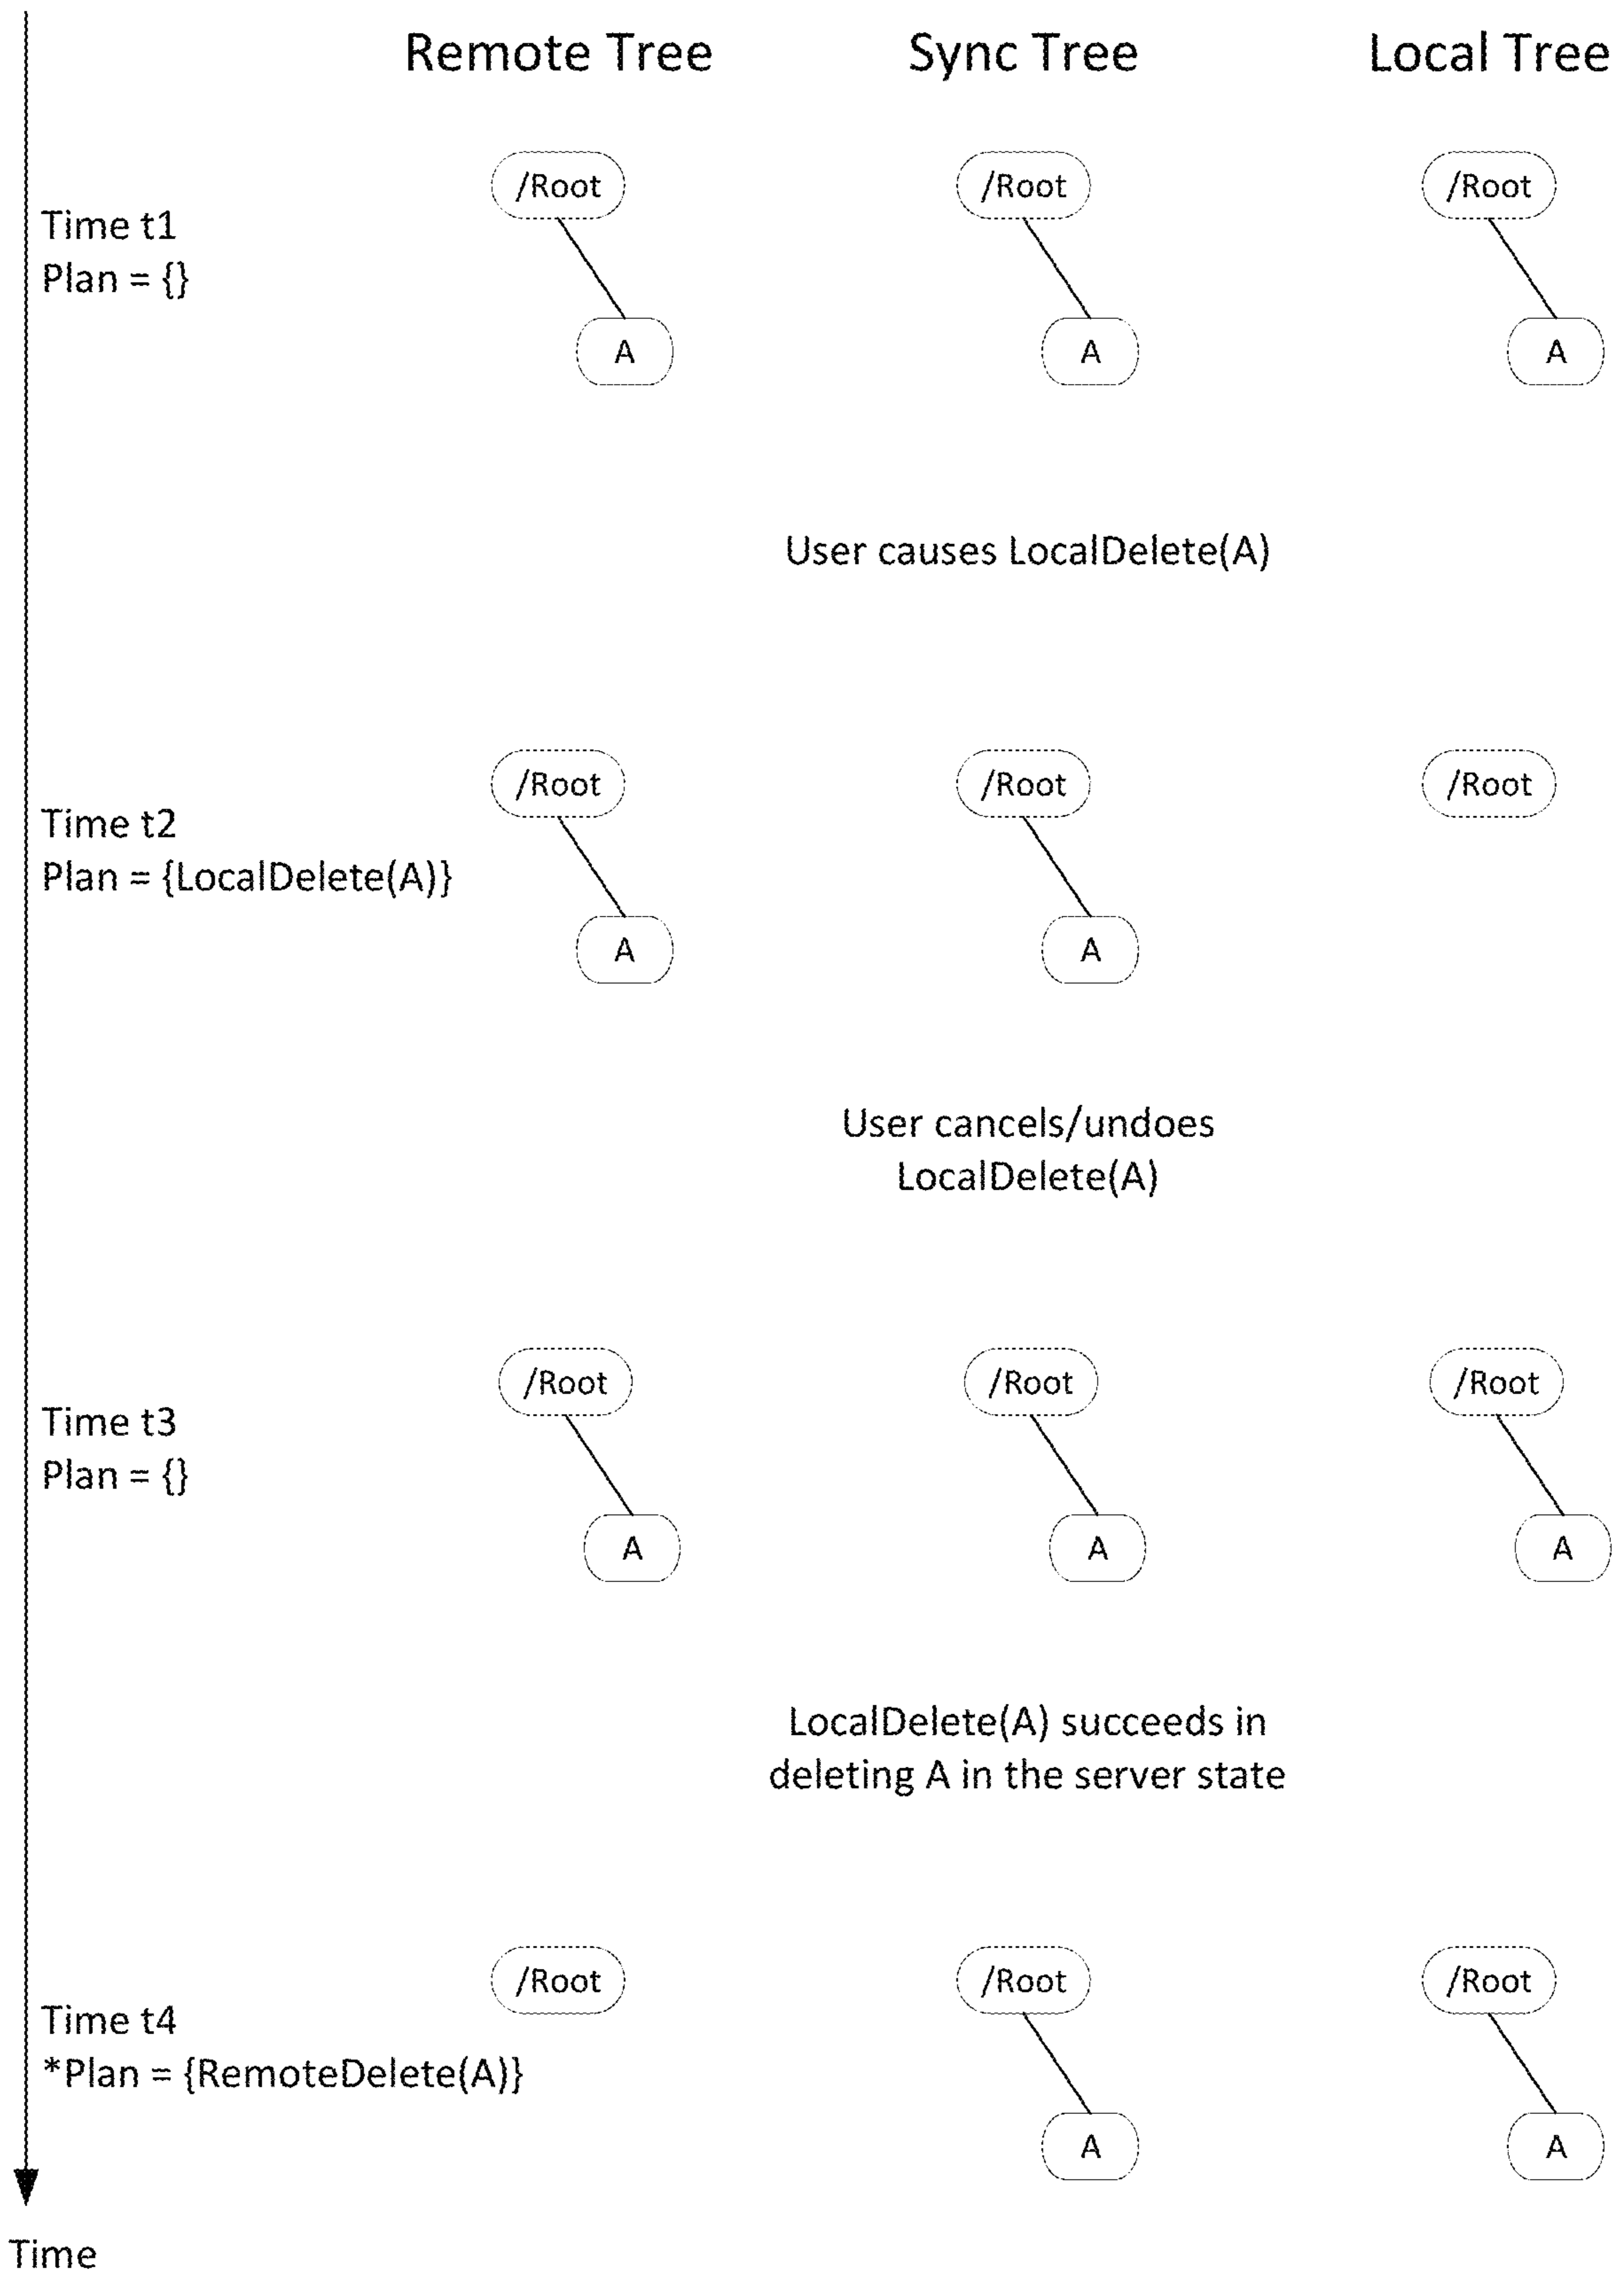 Remote Tree Sync Tree Local Tree
/Root /Root /Root
Time t1
Plan = {}
A A A
User causes LocalDelete(A)
/Root /Root /Root
Time t2
Plan = {LocalDelete(A)}
A A
User cancels/undoes
LocalDelete(A)
/Root /Root /Root
Time t3
Plan = {}
A A A
LocalDelete(A) succeeds in
deleting A in the server state
/Root /Root /Root
Time t4
*Plan = {RemoteDelete(A)}
A A
Time